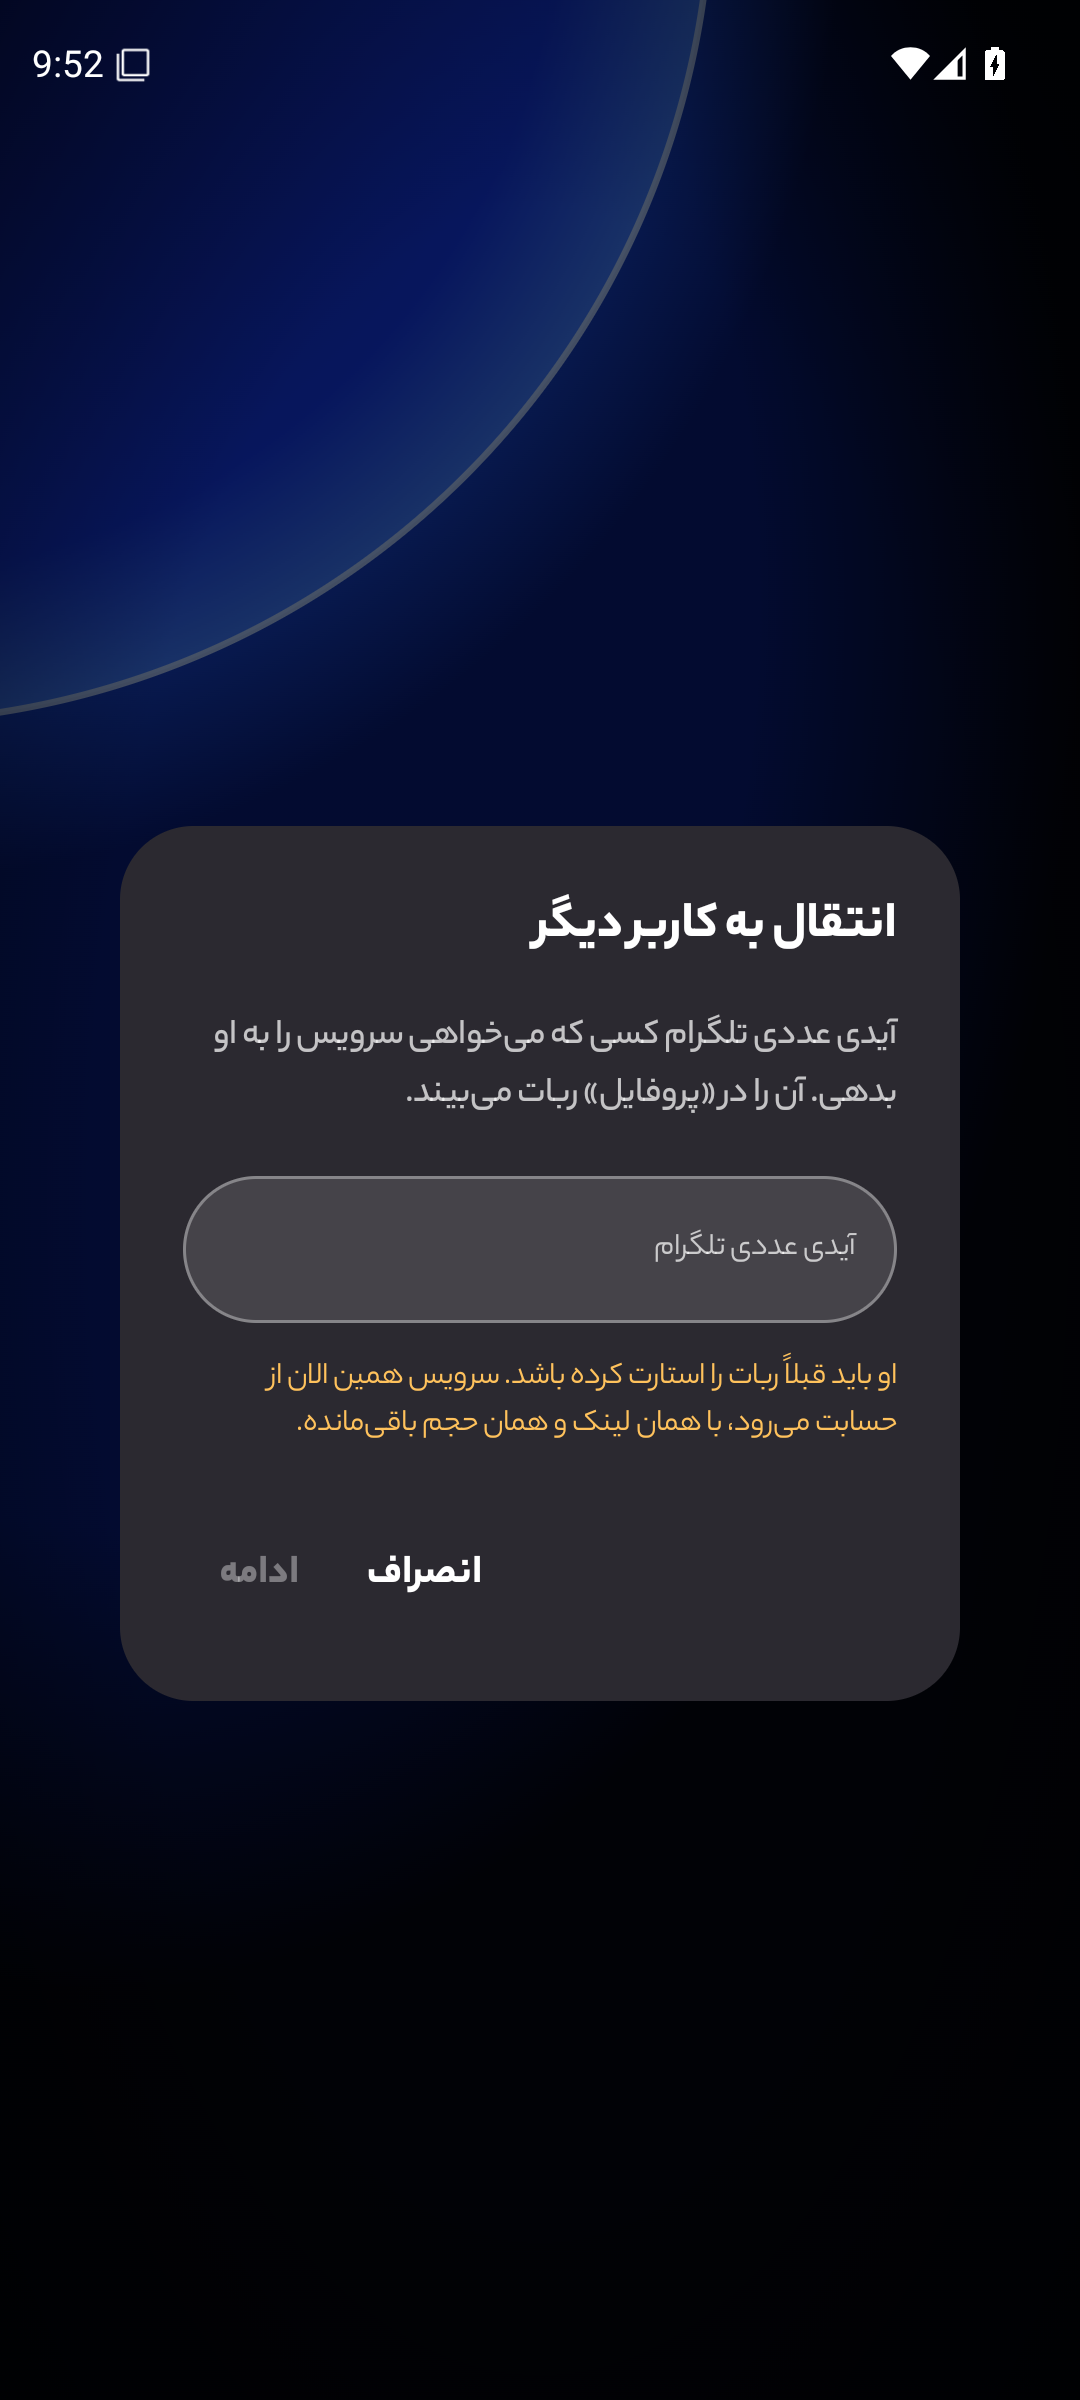 9:52
انتقال به کاربر دیگر
آیدی عددی تلگرام کسی که می‌خواهی سرویس را به او
بدهی. آن را در «پروفایل» ربات می‌بیند.
آیدی عددی تلگرام
او باید قبلاً ربات را استارت کرده باشد. سرویس همین الان از
حسابت می‌رود، با همان لینک و همان حجم باقی‌مانده.
انصراف
ادامه